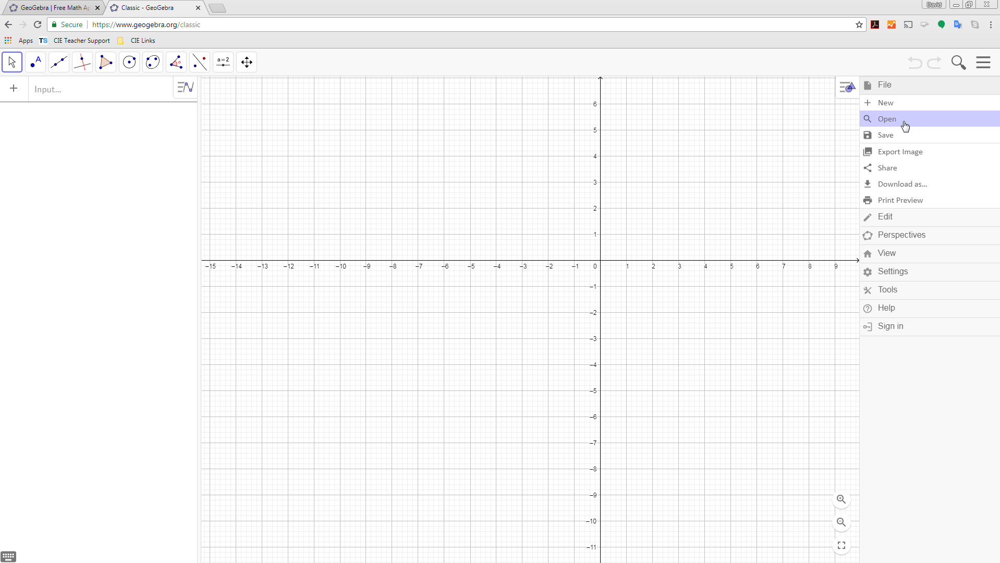 GeoGebra | Free Math Ap
Classic - GeoGebra
David
Secure
https://www.geogebra.org/classic
Apps
TS
CIE Teacher Support
CIE Links
A
α
a=2
Input...
File
New
Open
Save
Export Image
Share
Download as...
Print Preview
Edit
Perspectives
View
Settings
Tools
Help
Sign in
6
5
4
3
2
1
–15 –14 –13 –12 –11 –10 –9 –8 –7 –6 –5 –4 –3 –2 –1 0 1 2 3 4 5 6 7 8 9
–1
–2
–3
–4
–5
–6
–7
–8
–9
–10
–11